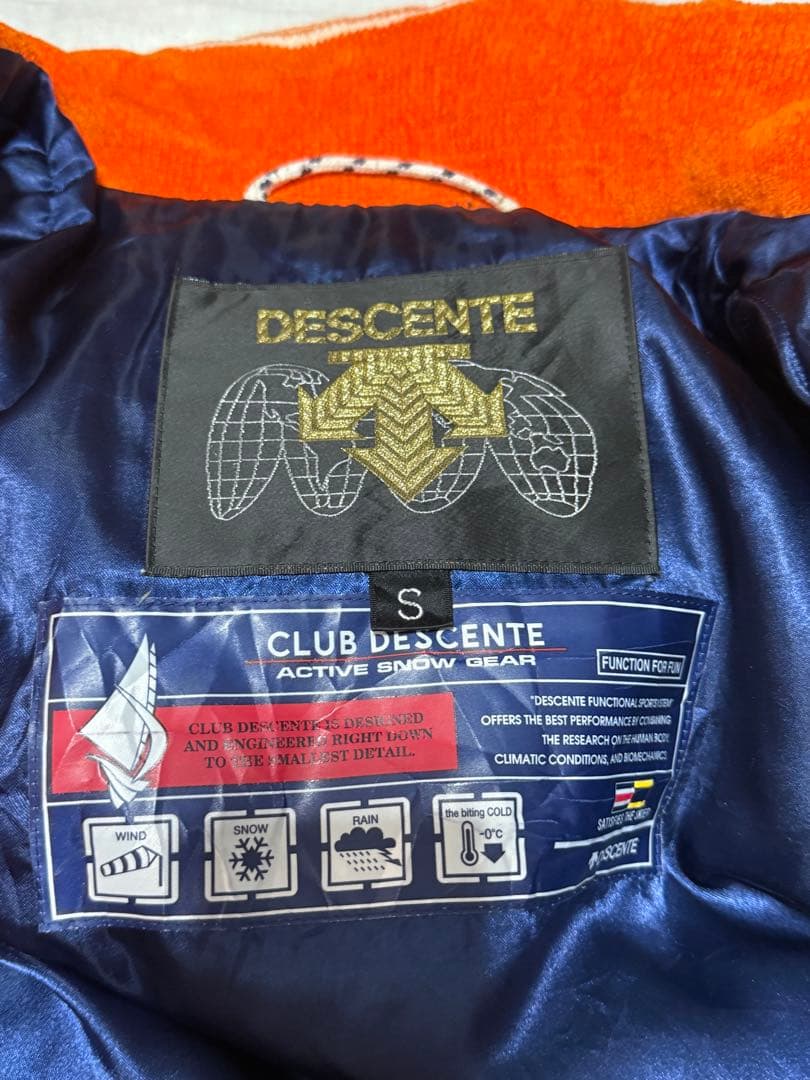 DESCENTE
S
CLUB DESCENTE
ACTIVE SNOW GEAR
FUNCTION FOR FUN
CLUB DESCENTE IS DESIGNED
AND ENGINEERED RIGHT DOWN
TO THE SMALLEST DETAIL.
"DESCENTE FUNCTIONAL SPORTS SYSTEM"
OFFERS THE BEST PERFORMANCE BY COMBINING
THE RESEARCH ON THE HUMAN BODY,
CLIMATIC CONDITIONS, AND BIOMECHANICS.
WIND
SNOW
RAIN
the biting COLD
-0°C
SATISFIES THE
DESCENTE